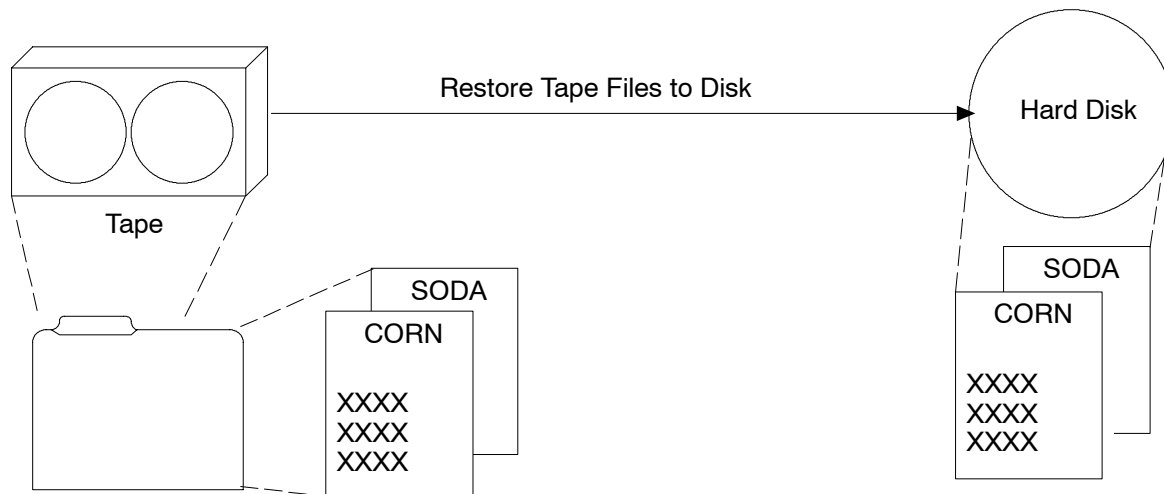 Restore Tape Files to Disk
Hard Disk
Tape
SODA
CORN
XXXX
XXXX
XXXX
SODA
CORN
XXXX
XXXX
XXXX